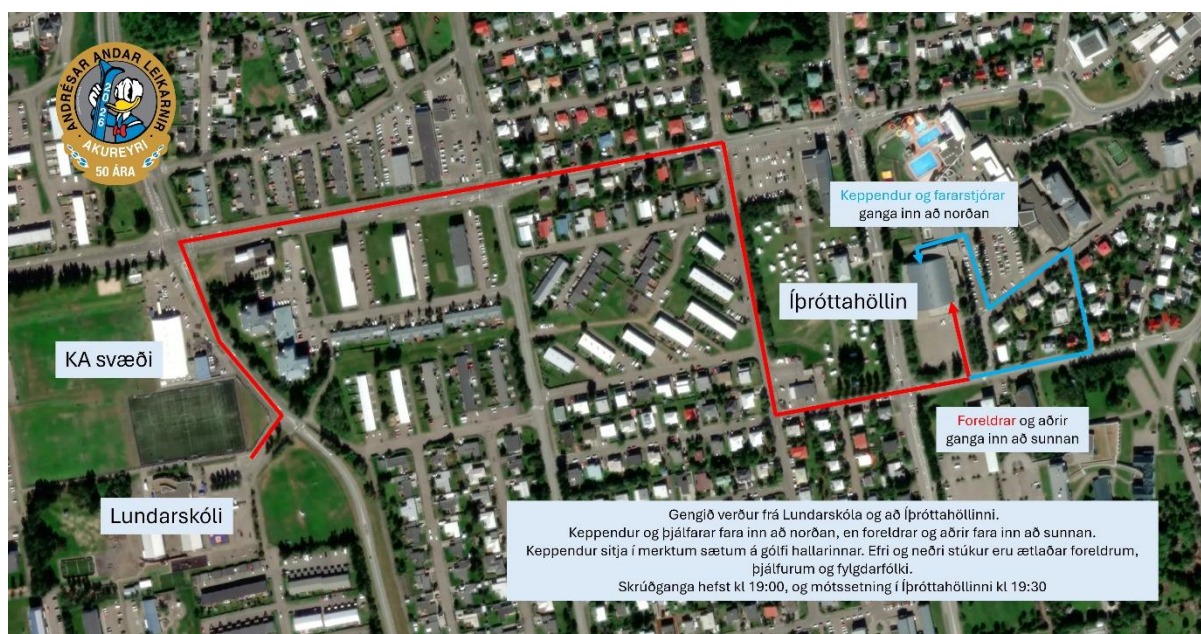 ANDRÉSAR ANDAR LEIKARNIR
2026
AKUREYRI
50 ÁRA
Keppendur og fararstjórar
ganga inn að norðan
Íþróttahöllin
KA svæði
Foreldrar og aðrir
ganga inn að sunnan
Lundarskóli
Gengið verður frá Lundarskóla og að Íþróttahöllinni.
Keppendur og þjálfarar fara inn að norðan, en foreldrar og aðrir fara inn að sunnan.
Keppendur sitja í merktum sætum á gólfi hallarinnar. Efri og neðri stúkur eru ætlaðar foreldrum,
þjálfurum og fylgdarfólki.
Skrúðganga hefst kl 19:00, og mótssetning í Íþróttahöllinni kl 19:30